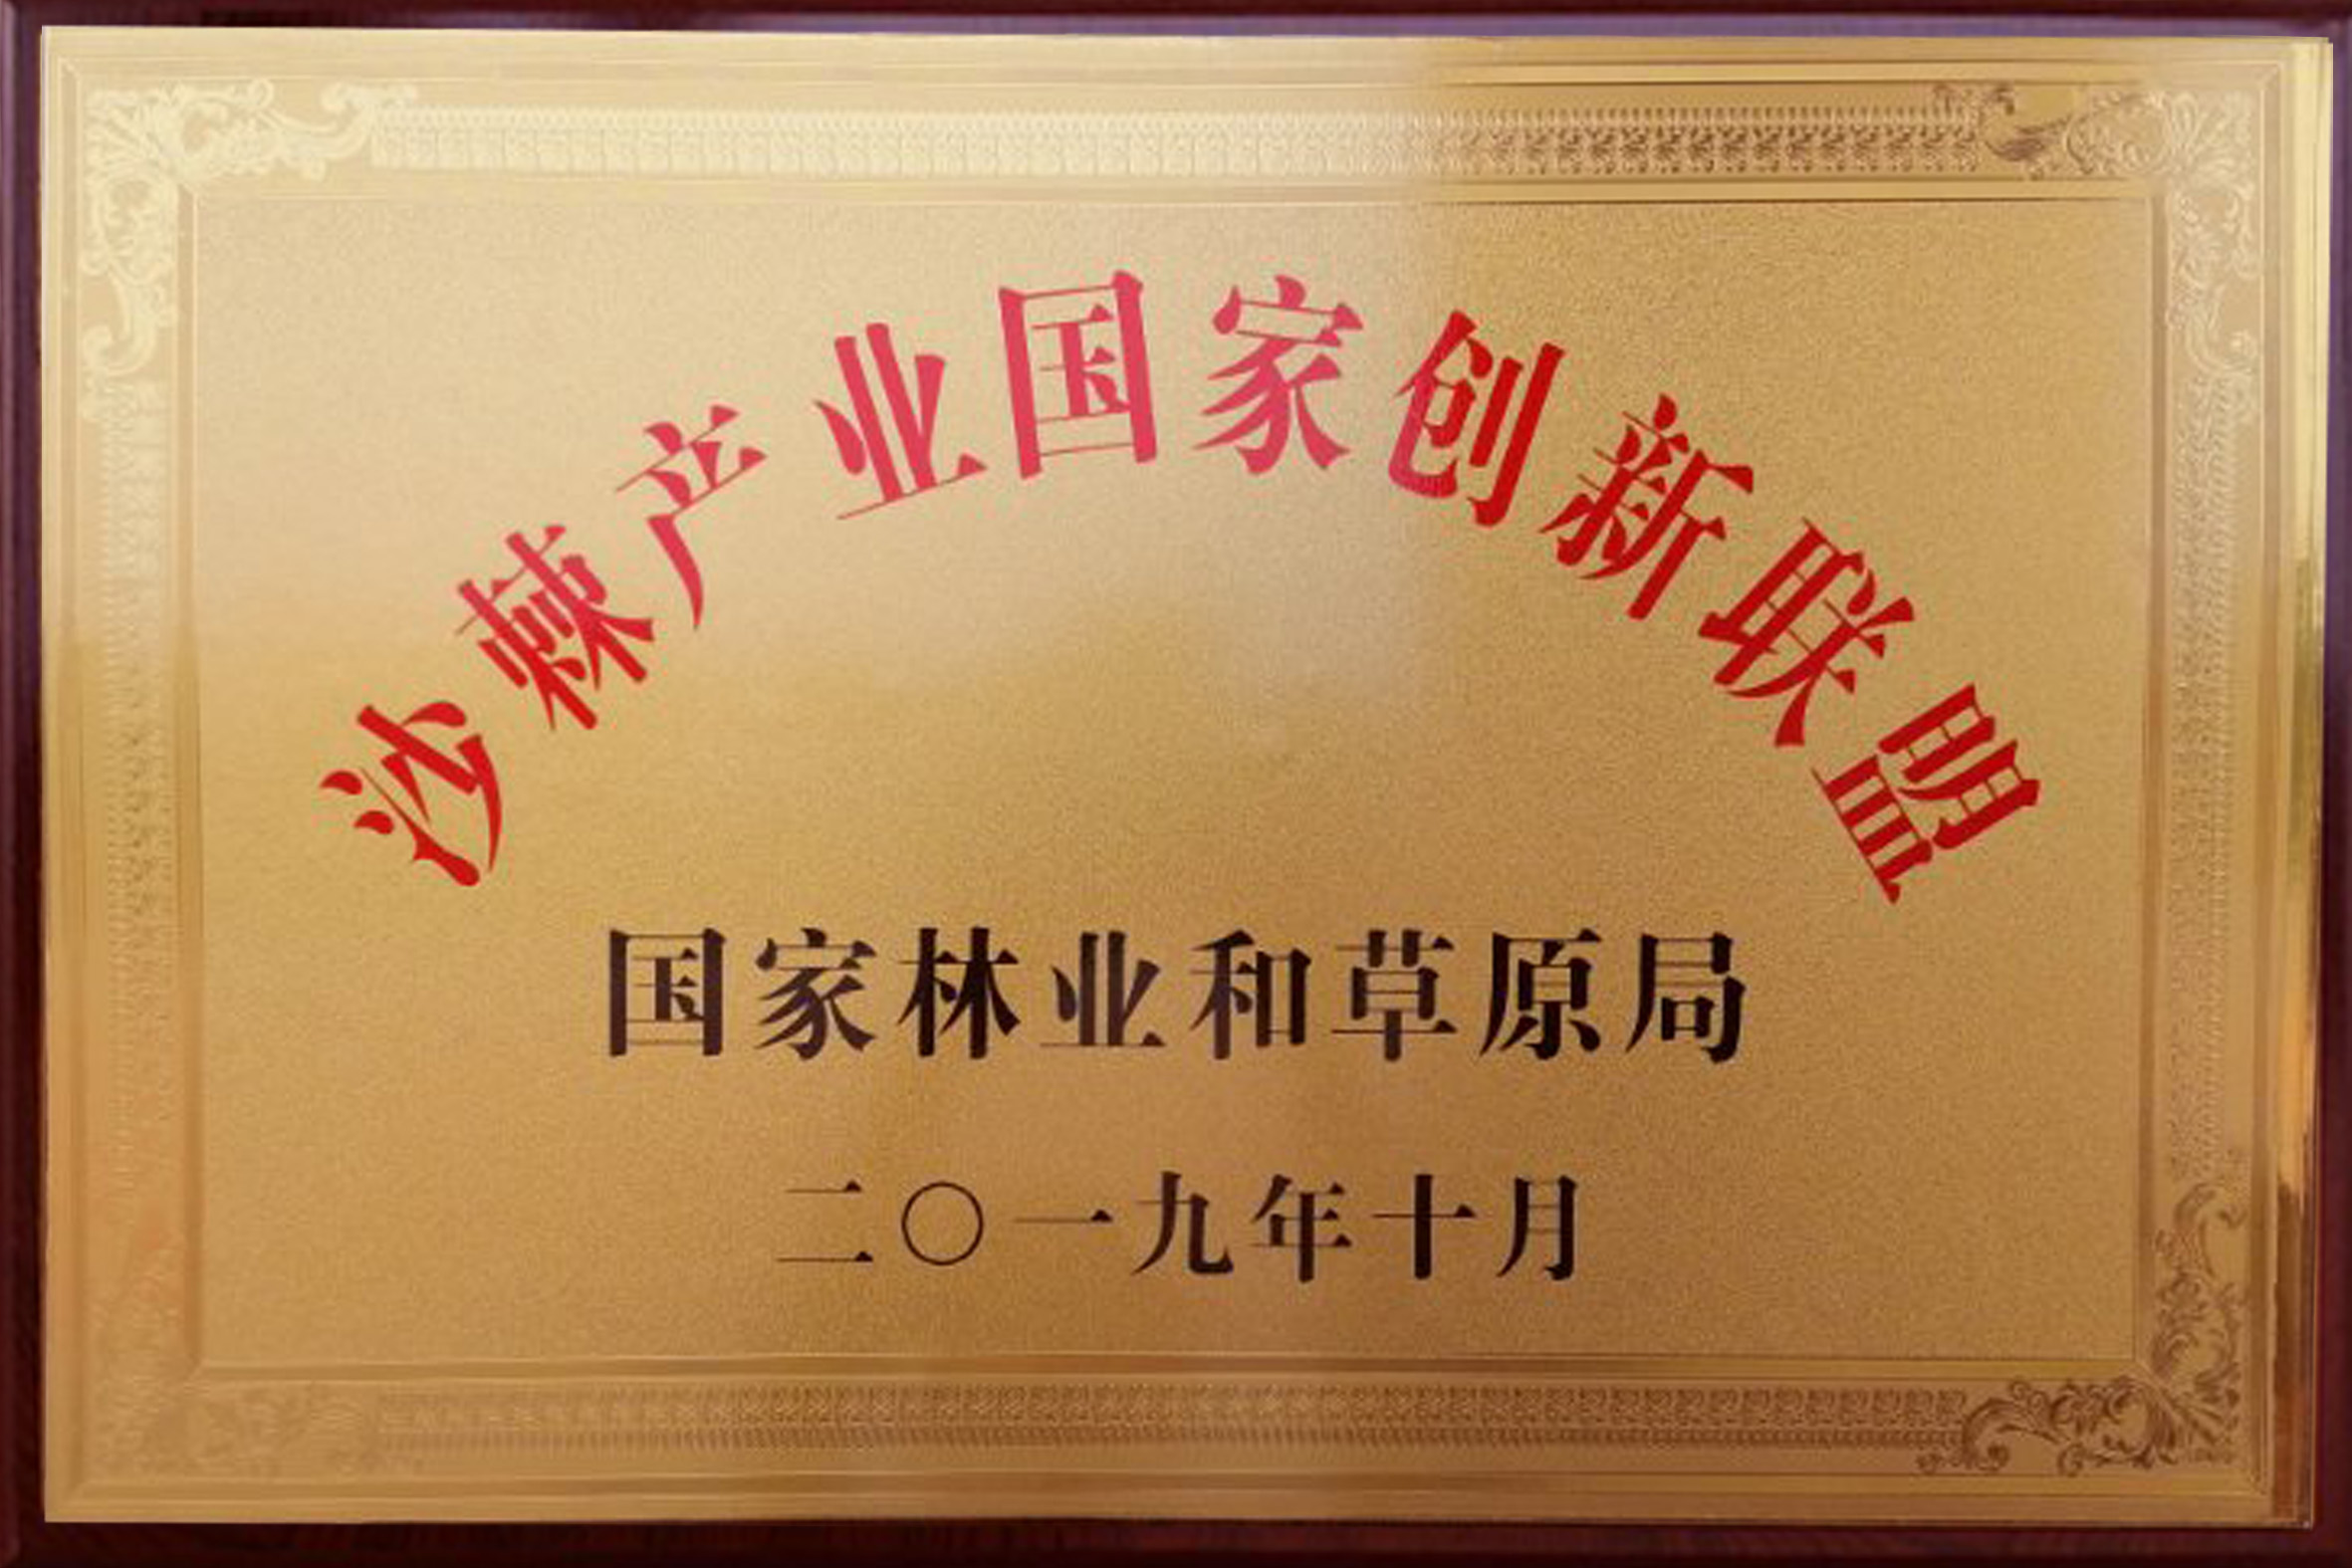 沙棘产业国家创新联盟
国家林业和草原局
二〇一九年十月